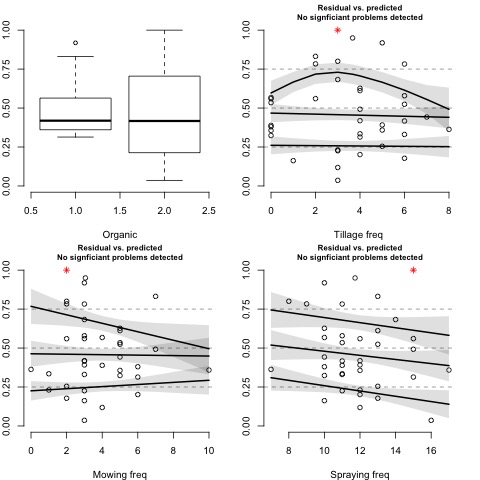 0.00 0.25 0.50 0.75 1.00
0.5 1.0 1.5 2.0 2.5
Organic
Residual vs. predicted
No signficiant problems detected
0.00 0.25 0.50 0.75 1.00
0 2 4 6 8
Tillage freq
Residual vs. predicted
No signficiant problems detected
0.00 0.25 0.50 0.75 1.00
0 2 4 6 8 10
Mowing freq
Residual vs. predicted
No signficiant problems detected
0.00 0.25 0.50 0.75 1.00
8 10 12 14 16
Spraying freq